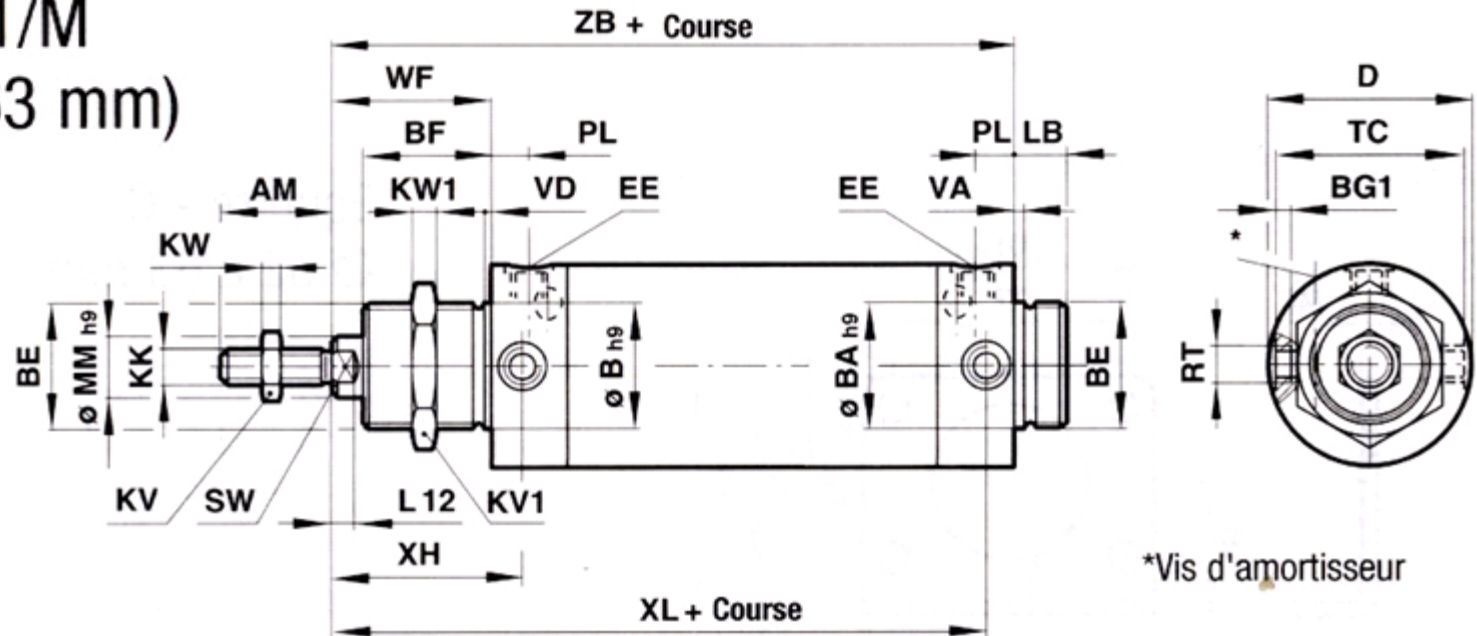 1/M
63 mm)
ZB + Course
WF
BF
PL
PL
LB
AM
KW1
VD
EE
EE
VA
KW
BE
ø MM h9
KK
ø B h9
ø BA h9
BE
KV
SW
L 12
KV1
XH
XL + Course
D
TC
BG1
*
RT
*Vis d'amortisseur